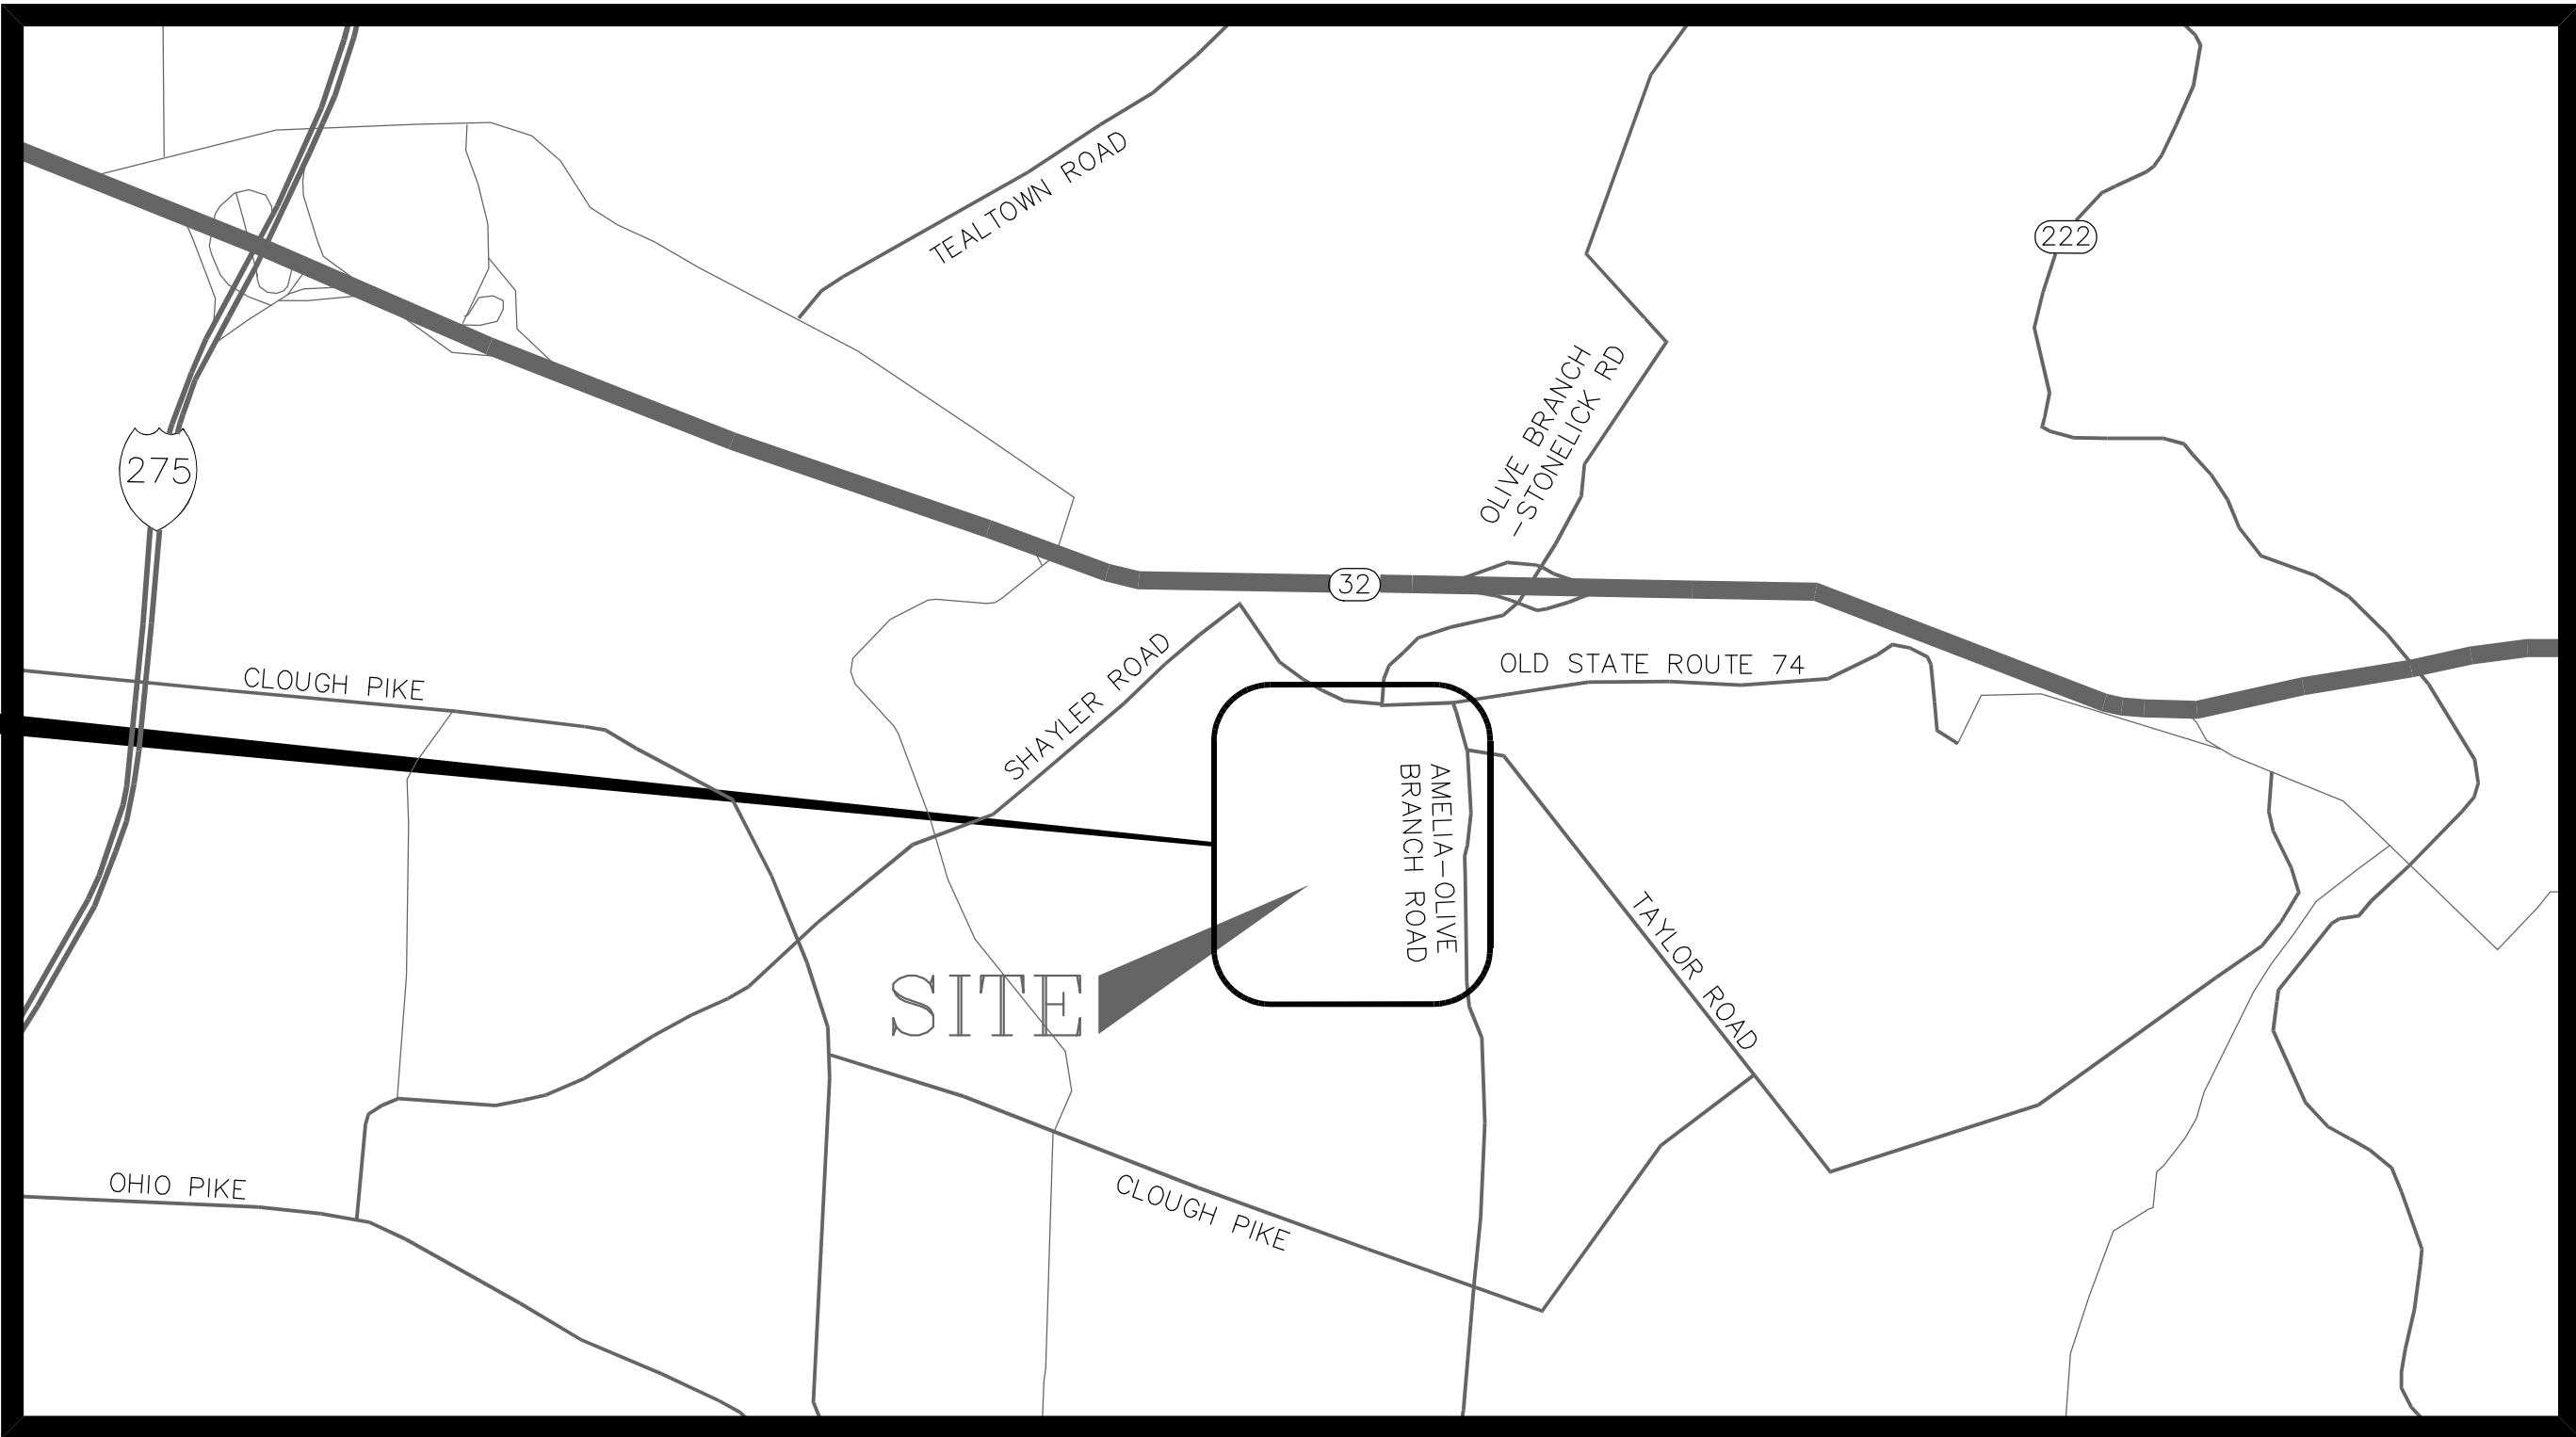 TEALTOWN ROAD
222
OLIVE BRANCH
-STONELICK RD
275
32
CLOUGH PIKE
SHAYLER ROAD
OLD STATE ROUTE 74
AMELIA-OLIVE
BRANCH ROAD
TAYLOR ROAD
SITE
OHIO PIKE
CLOUGH PIKE